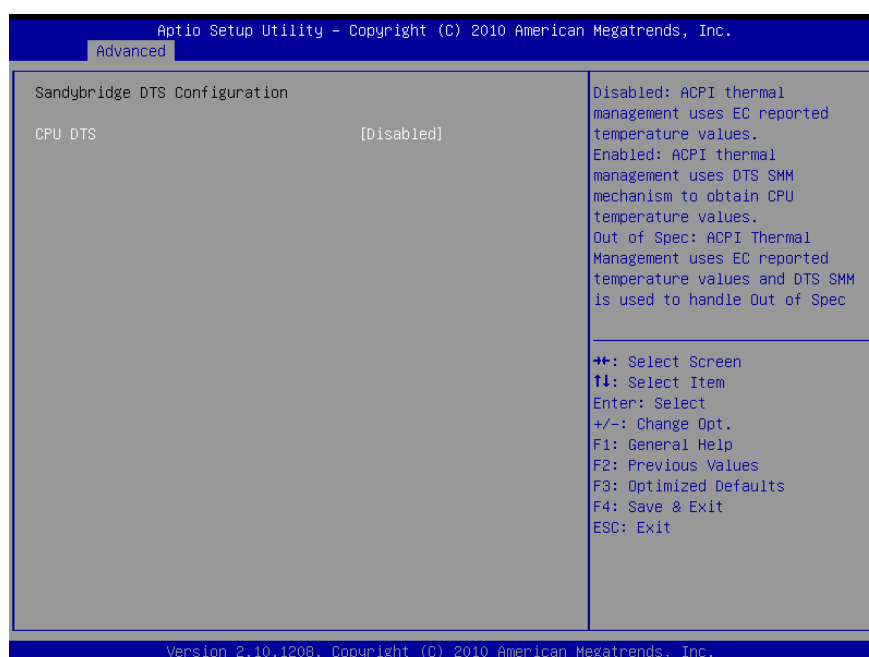 Aptio Setup Utility – Copyright (C) 2010 American Megatrends, Inc.
Advanced
Sandybridge DTS Configuration
CPU DTS [Disabled]
Disabled: ACPI thermal
management uses EC reported
temperature values.
Enabled: ACPI thermal
management uses DTS SMM
mechanism to obtain CPU
temperature values.
Out of Spec: ACPI Thermal
Management uses EC reported
temperature values and DTS SMM
is used to handle Out of Spec
→←: Select Screen
↑↓: Select Item
Enter: Select
+/-: Change Opt.
F1: General Help
F2: Previous Values
F3: Optimized Defaults
F4: Save & Exit
ESC: Exit
Version 2.10.1208. Copyright (C) 2010 American Megatrends, Inc.